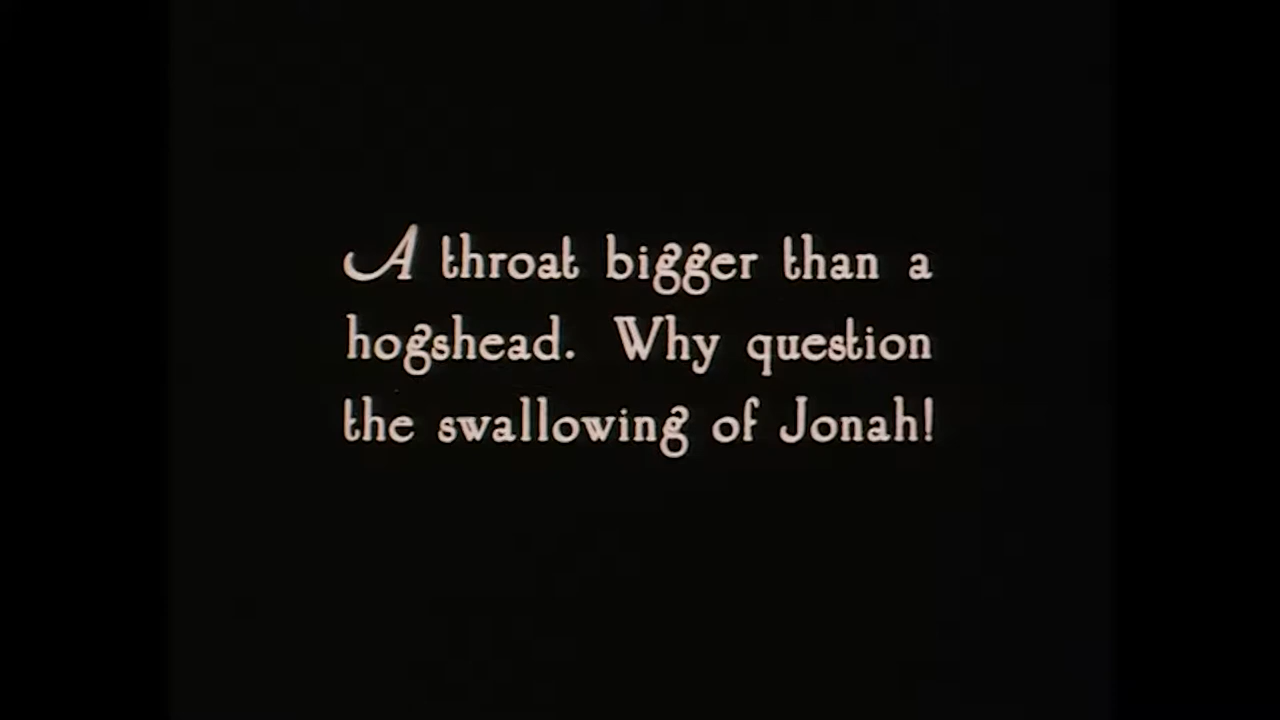 A throat bigger than a
hogshead. Why question
the swallowing of Jonah!